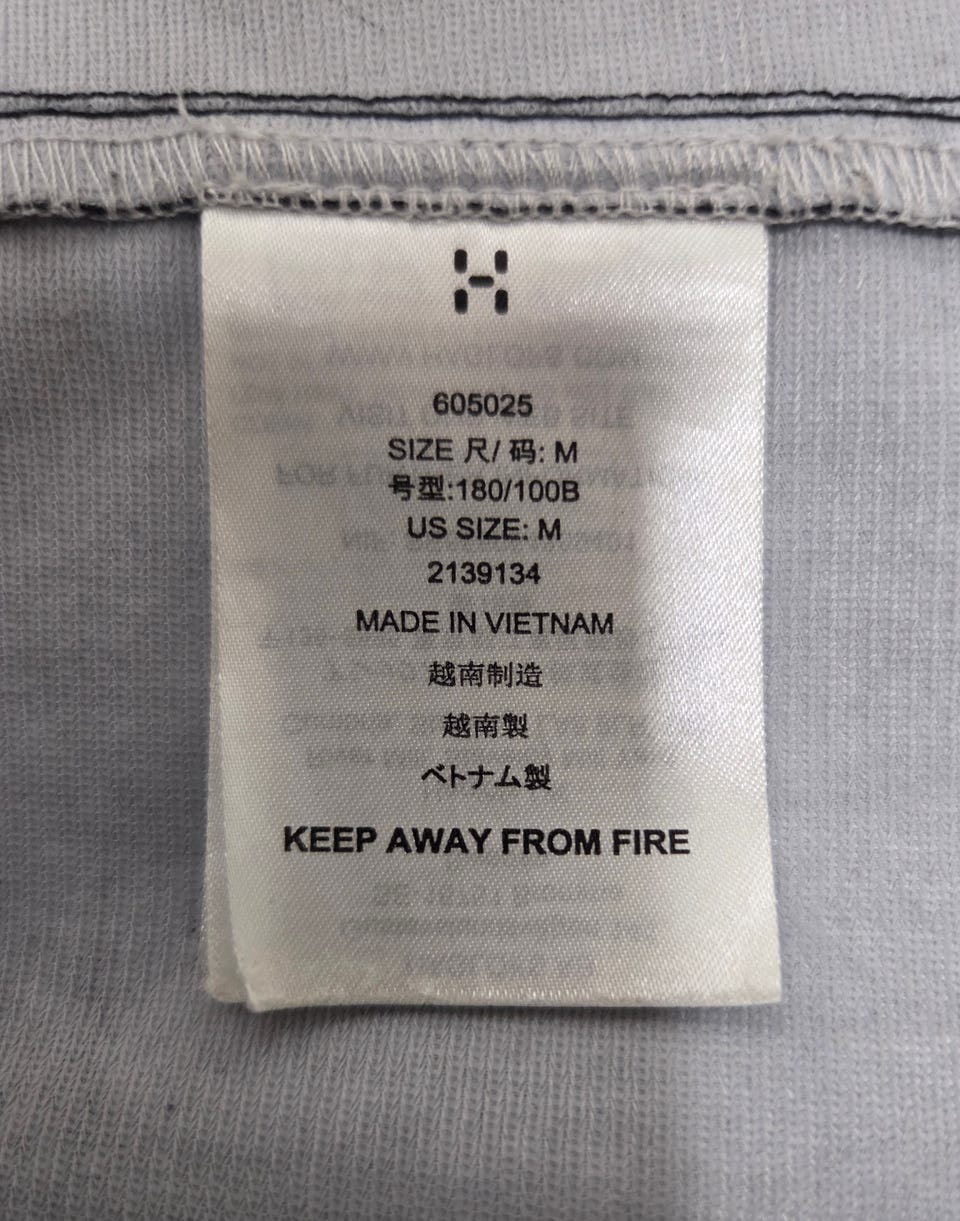 605025
SIZE 尺/ 码: M
号型:180/100B
US SIZE: M
2139134
MADE IN VIETNAM
越南制造
越南製
ベトナム製
KEEP AWAY FROM FIRE